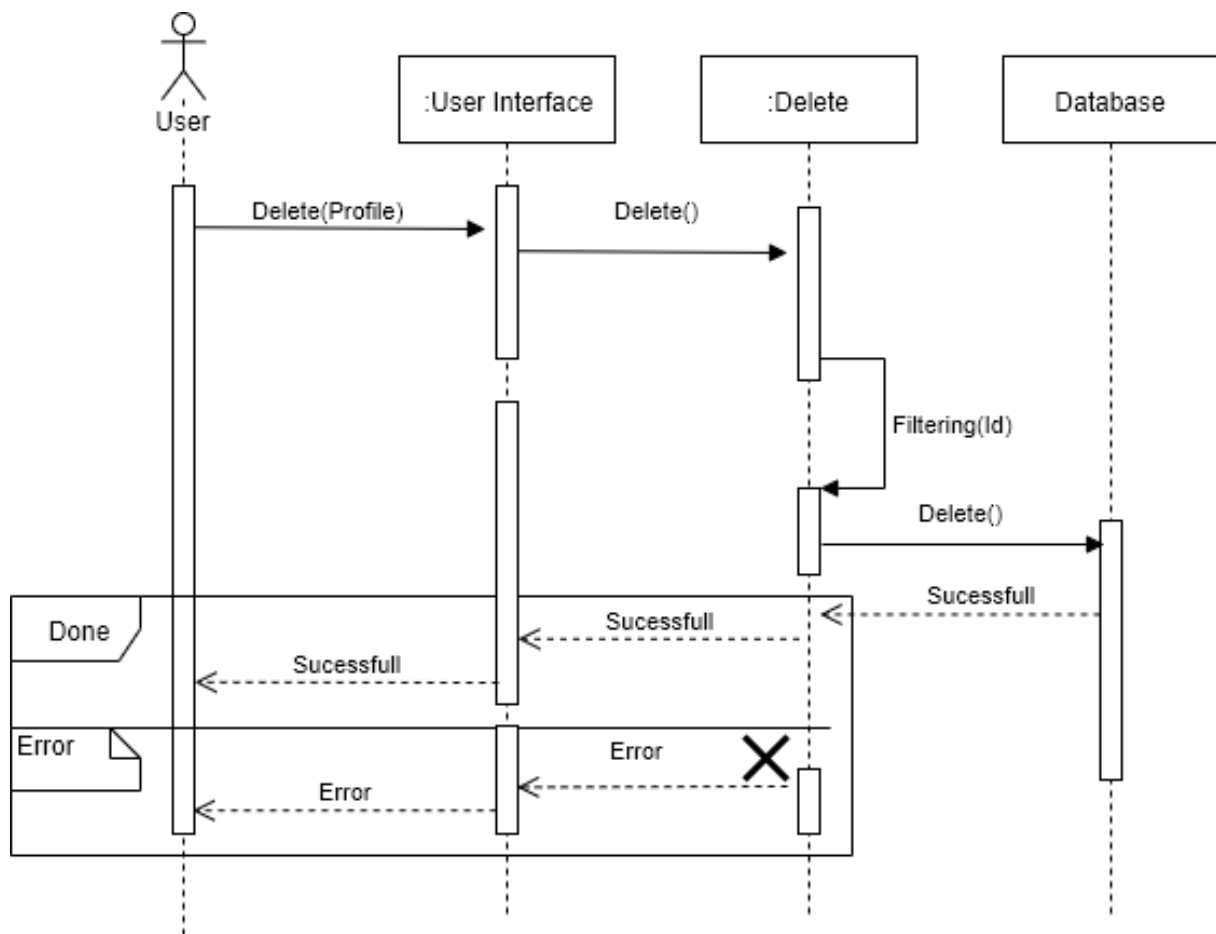 User
:User Interface
:Delete
Database
Delete(Profile)
Delete()
Filtering(Id)
Delete()
Sucessfull
Sucessfull
Done
Sucessfull
Error
Error
Error